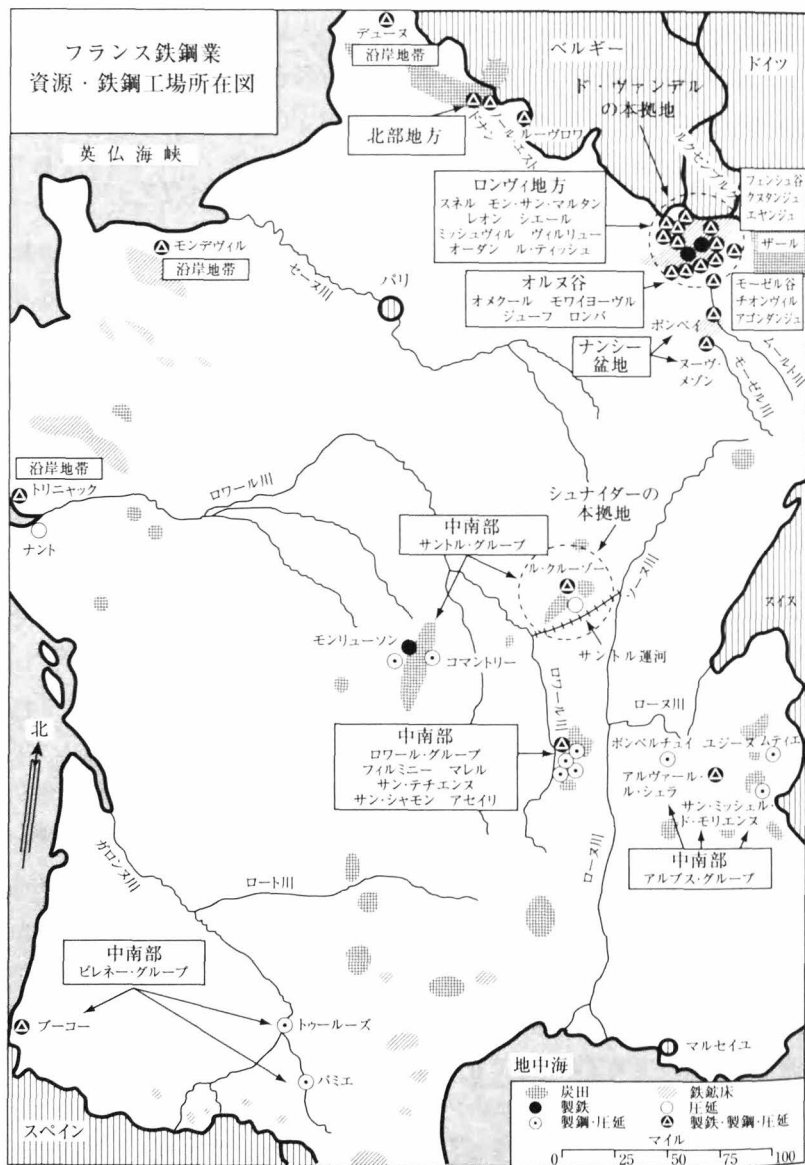 フランス鉄鋼業
資源・鉄鋼工場所在図
デューヌ
沿岸地帯
ベルギー
ドイツ
ド・ヴァンデル
の本拠地
ルクセンブルク
北部地方
ドナン
ノール・エスト
ルーヴロワ
英仏海峡
ロンヴィ地方
スネル モン・サン・マルタン
レオン シエール
ミッシュヴィル ヴィルリュー
オーダン ル・ティッシュ
フェンシュ谷
クヌタンジュ
エヤンジュ
ザール
モンデヴィル
沿岸地帯
セーヌ川
パリ
オルヌ谷
オメクール モワイヨーヴル
ジューフ ロンバ
モーゼル谷
チオンヴィル
アゴンダンジュ
ポンペイ
ナンシー
盆地
ヌーヴ・
メゾン
ムールト川
モーゼル川
沿岸地帯
トリニャック
ナント
ロワール川
中南部
サントル・グループ
シュナイダーの
本拠地
ル・クルーゾー
ソーヌ川
スイス
サントル運河
モンリューソン
コマントリー
ロワール川
ローヌ川
北
中南部
ロワール・グループ
フィルミニー マレル
サン・テチエンヌ
サン・シャモン アセイリ
ポンベルチュイ ユジーヌ ムティエ
アルヴァール・
ル・シェラ
サン・ミッシェル・
ド・モリエンヌ
中南部
アルプス・グループ
ガロンヌ川
ロート川
ローヌ川
中南部
ピレネー・グループ
ブーコー
トゥールーズ
パミエ
マルセイユ
地中海
スペイン
炭田
鉄鉱床
製鉄
圧延
製鋼・圧延
製鉄・製鋼・圧延
マイル
0 25 50 75 100